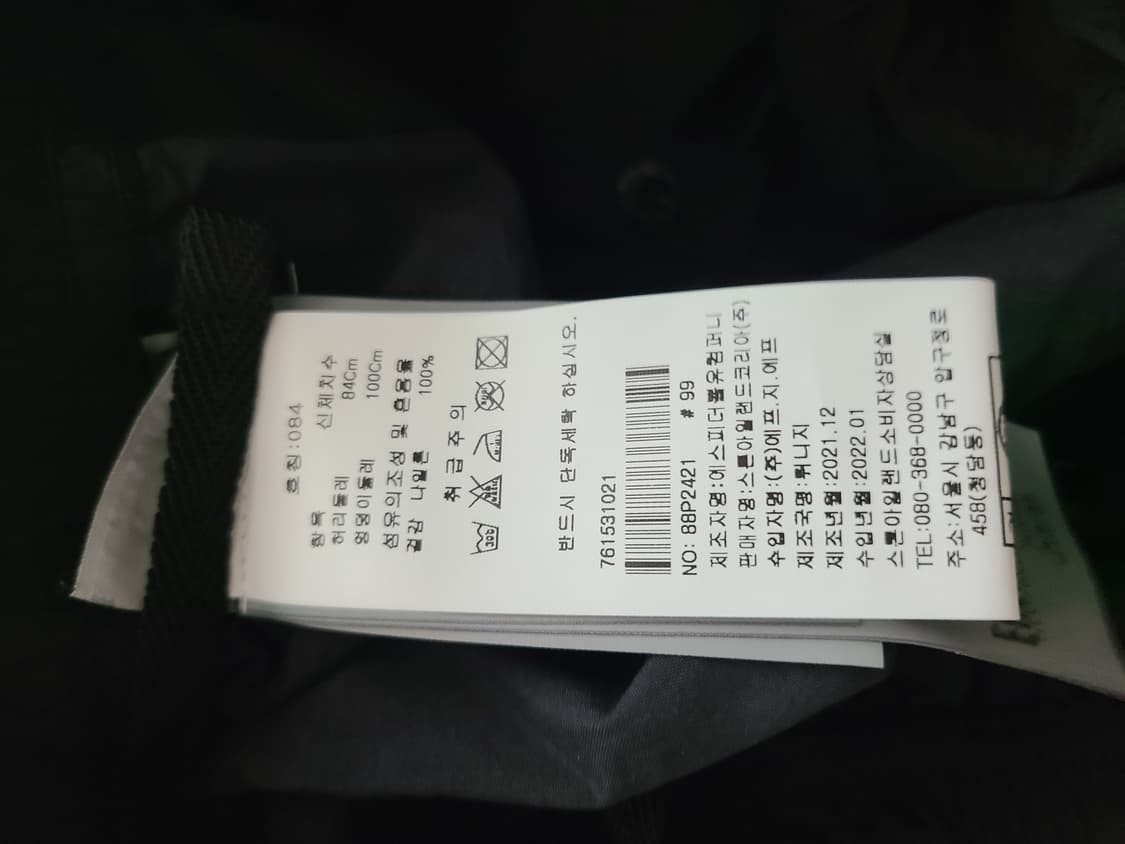 호칭:084
항목 신체치수
허리둘레 84Cm
엉덩이둘레 100Cm
섬유의조성 및 혼용율
겉감 나일론 100%
취 급 주 의
반드시 단독세탁 하십시오.
761531021
NO: 88P2421 # 99
제조자명:에스피더블유컴퍼니
판매자명:스톤아일랜드코리아(주)
수입자명:(주)에프.지.에프
제조국명:튀니지
제조년월:2021.12
수입년월:2022.01
스톤아일랜드소비자상담실
TEL:080-368-0000
주소:서울시 강남구 압구정로
458(청담동)